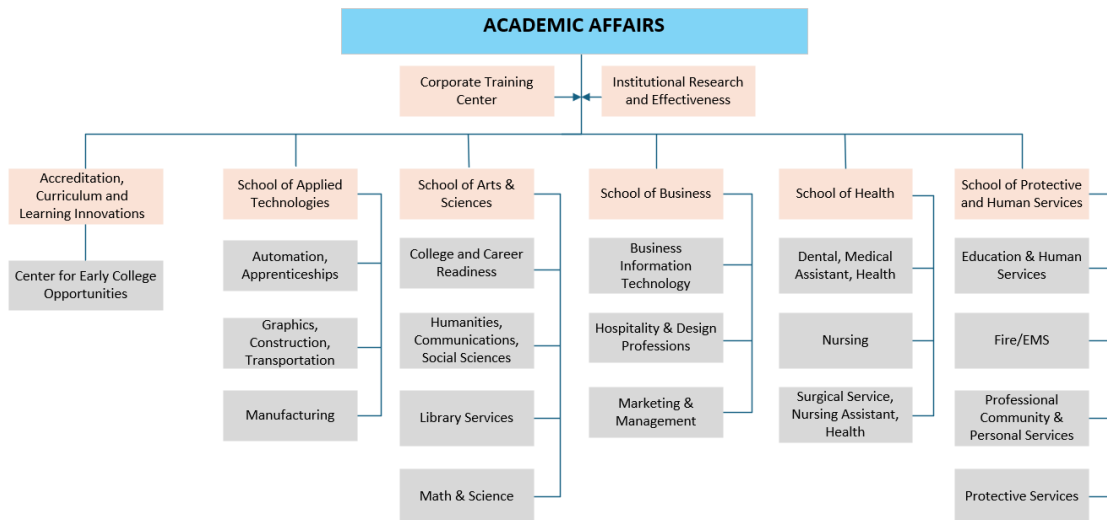 ACADEMIC AFFAIRS
Corporate Training
Center
Institutional Research
and Effectiveness
Accreditation,
Curriculum and
Learning Innovations
Center for Early College
Opportunities
School of Applied
Technologies
Automation,
Apprenticeships
Graphics,
Construction,
Transportation
Manufacturing
School of Arts &
Sciences
College and Career
Readiness
Humanities,
Communications,
Social Sciences
Library Services
Math & Science
School of Business
Business
Information
Technology
Hospitality & Design
Professions
Marketing &
Management
School of Health
Dental, Medical
Assistant, Health
Nursing
Surgical Service,
Nursing Assistant,
Health
School of Protective
and Human Services
Education & Human
Services
Fire/EMS
Professional
Community &
Personal Services
Protective Services